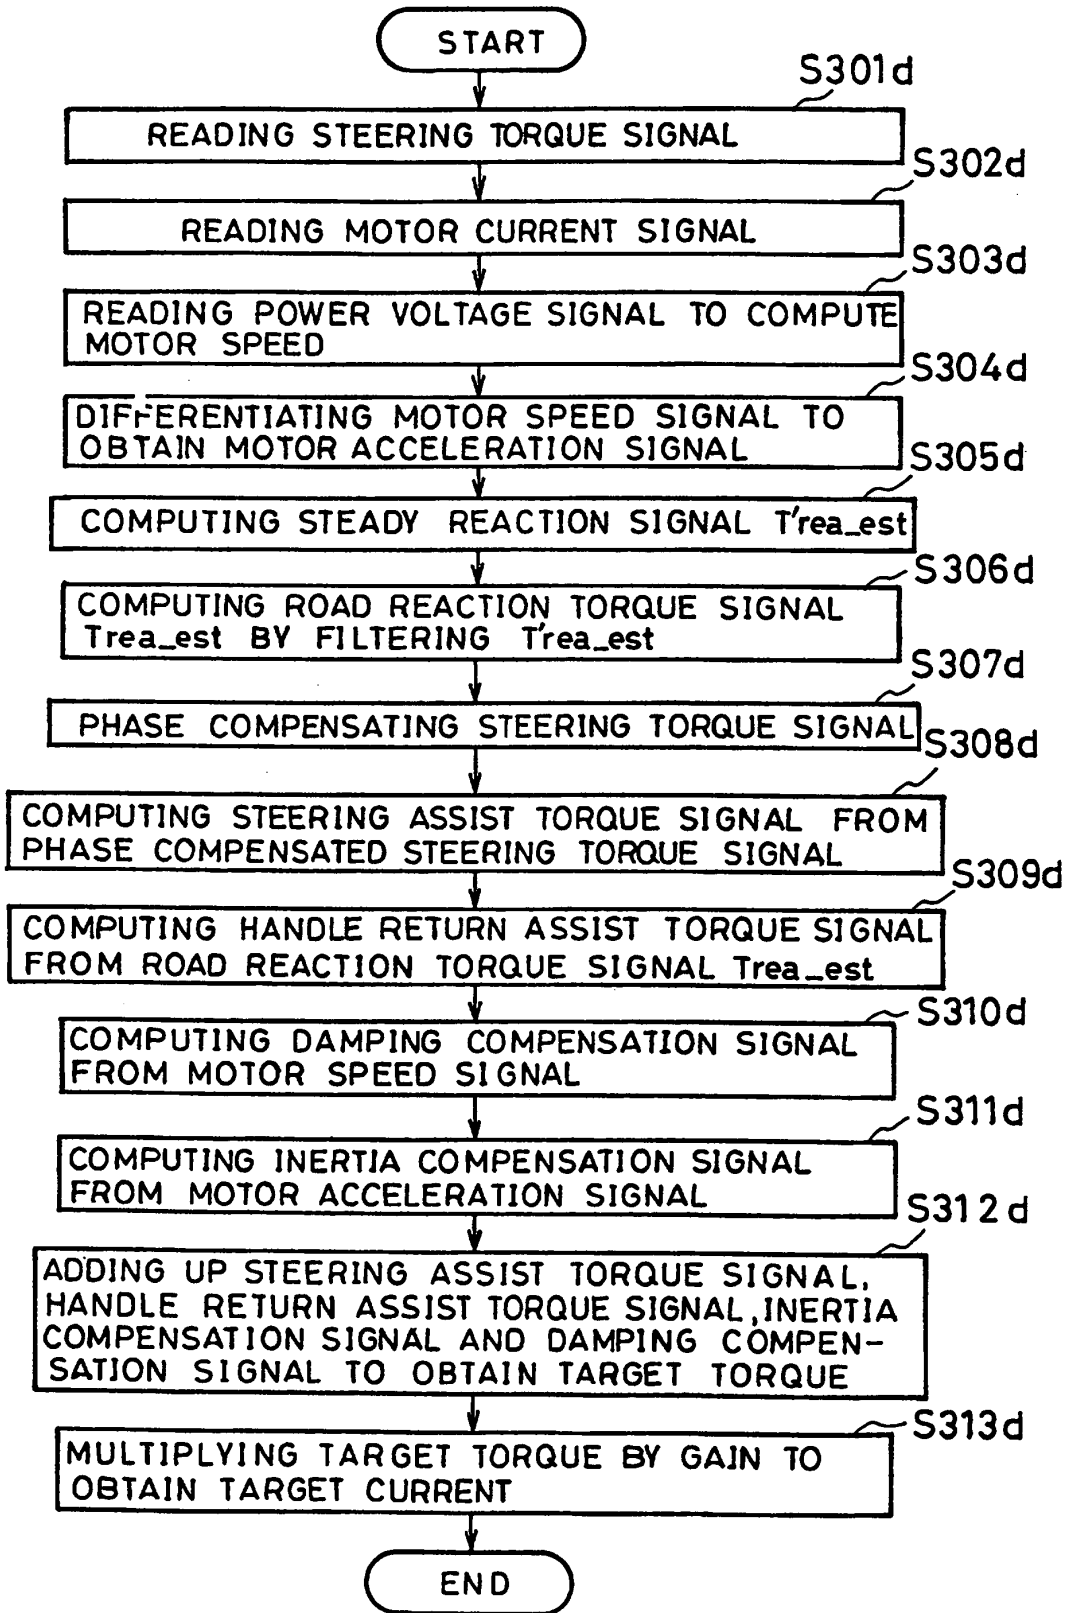 START
S301d
READING STEERING TORQUE SIGNAL
S302d
READING MOTOR CURRENT SIGNAL
S303d
READING POWER VOLTAGE SIGNAL TO COMPUTE
MOTOR SPEED
S304d
DIFFERENTIATING MOTOR SPEED SIGNAL TO
OBTAIN MOTOR ACCELERATION SIGNAL
S305d
COMPUTING STEADY REACTION SIGNAL T'rea_est
S306d
COMPUTING ROAD REACTION TORQUE SIGNAL
Trea_est BY FILTERING T'rea_est
S307d
PHASE COMPENSATING STEERING TORQUE SIGNAL
S308d
COMPUTING STEERING ASSIST TORQUE SIGNAL FROM
PHASE COMPENSATED STEERING TORQUE SIGNAL
S309d
COMPUTING HANDLE RETURN ASSIST TORQUE SIGNAL
FROM ROAD REACTION TORQUE SIGNAL Trea_est
S310d
COMPUTING DAMPING COMPENSATION SIGNAL
FROM MOTOR SPEED SIGNAL
S311d
COMPUTING INERTIA COMPENSATION SIGNAL
FROM MOTOR ACCELERATION SIGNAL
S312d
ADDING UP STEERING ASSIST TORQUE SIGNAL,
HANDLE RETURN ASSIST TORQUE SIGNAL, INERTIA
COMPENSATION SIGNAL AND DAMPING COMPEN-
SATION SIGNAL TO OBTAIN TARGET TORQUE
S313d
MULTIPLYING TARGET TORQUE BY GAIN TO
OBTAIN TARGET CURRENT
END